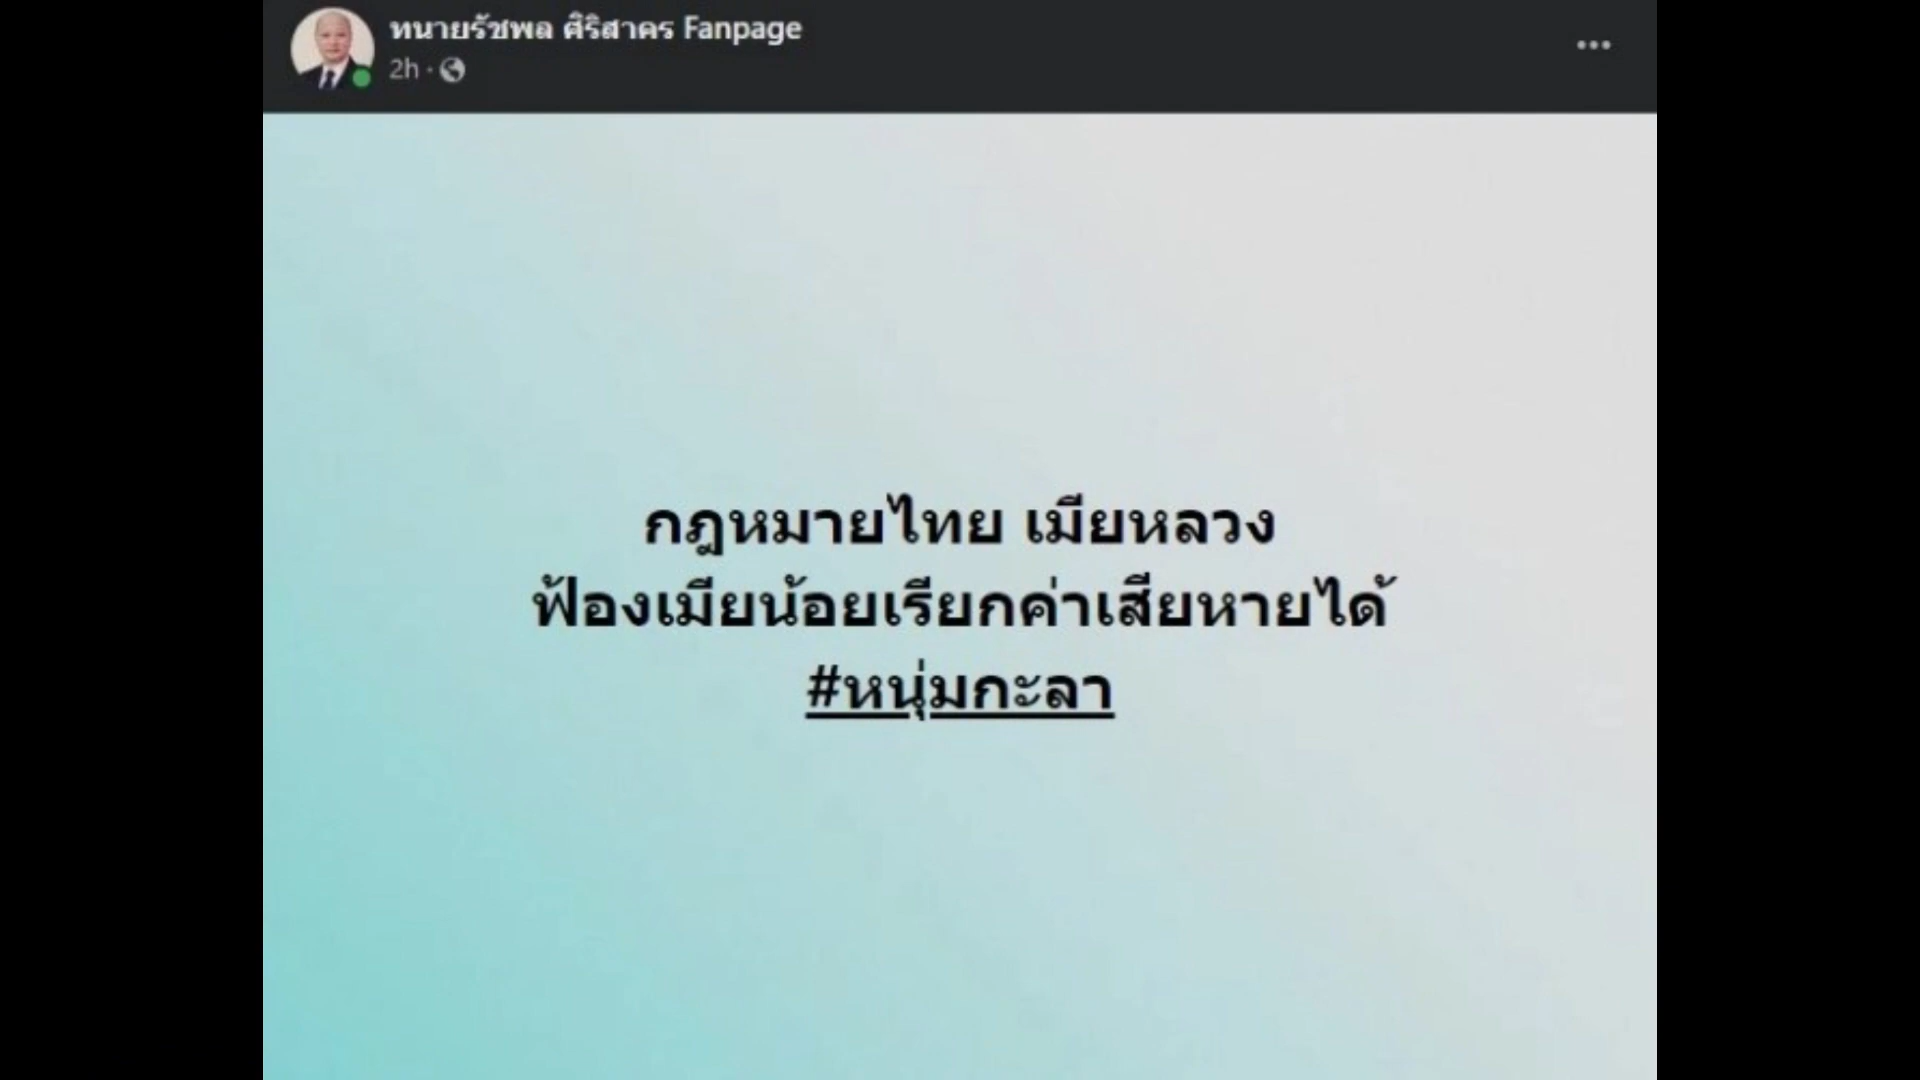 ทนายรัชพล ศิริสาคร Fanpage
2h
กฎหมายไทย เมียหลวง
ฟ้องเมียน้อยเรียกค่าเสียหายได้
#หนุ่มกะลา